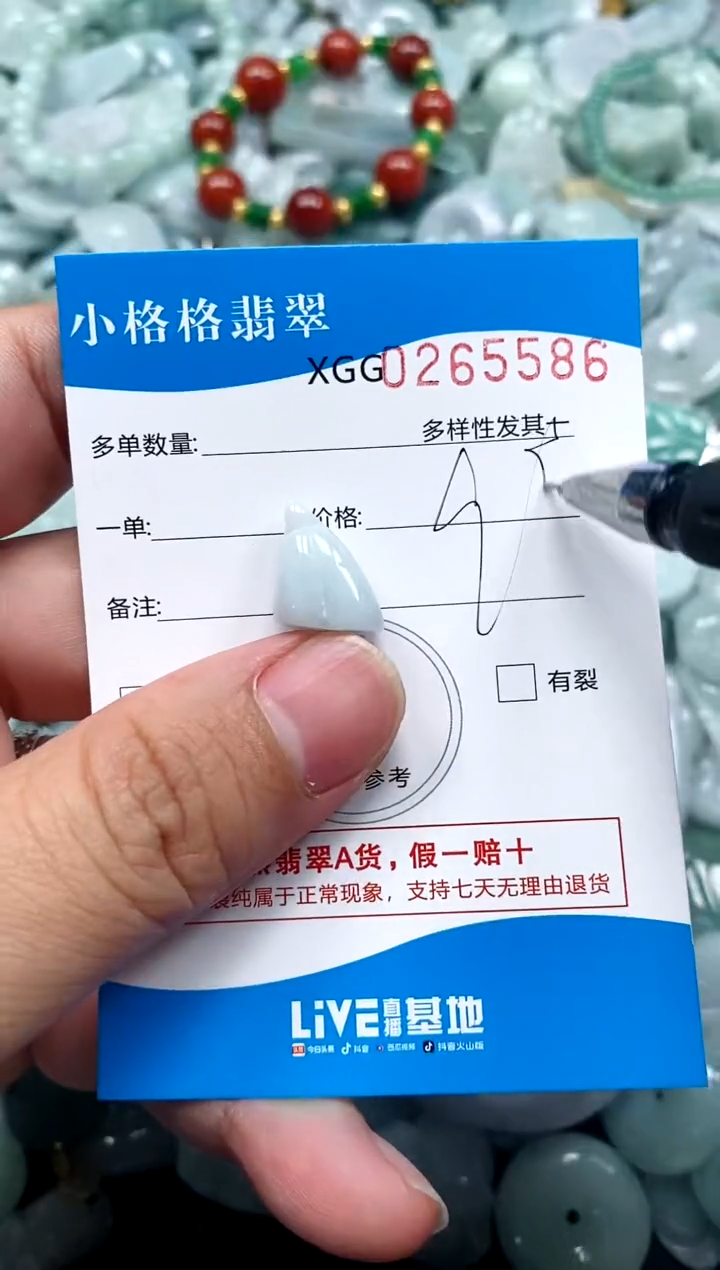 小格格翡翠
XGG0265586
多单数量: 多样性发其一
一单: 价格:
备注:
有裂
参考
翡翠A货，假一赔十
纯属于正常现象，支持七天无理由退货
LiVE直播基地
今日头条 抖音 西瓜视频 抖音火山版